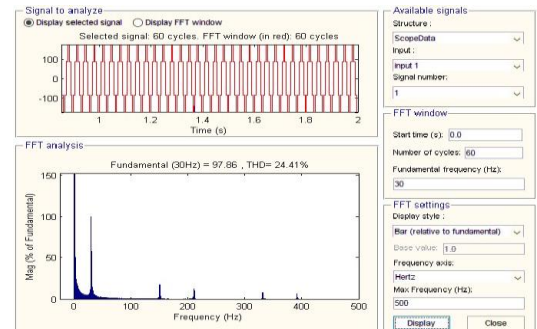 Signal to analyze
Display selected signal Display FFT window
Selected signal: 60 cycles. FFT window (in red): 60 cycles
100
0
-100
1 1.2 1.4 1.6 1.8 2
Time (s)
FFT analysis
Fundamental (30Hz) = 97.86 , THD= 24.41%
Mag (% of Fundamental)
150
100
50
0
0 100 200 300 400 500
Frequency (Hz)
Available signals
Structure :
ScopeData
Input :
input 1
Signal number:
1
FFT window
Start time (s): 0.0
Number of cycles: 60
Fundamental frequency (Hz):
30
FFT settings
Display style :
Bar (relative to fundamental)
Base value: 1.0
Frequency axis:
Hertz
Max Frequency (Hz):
500
Display Close